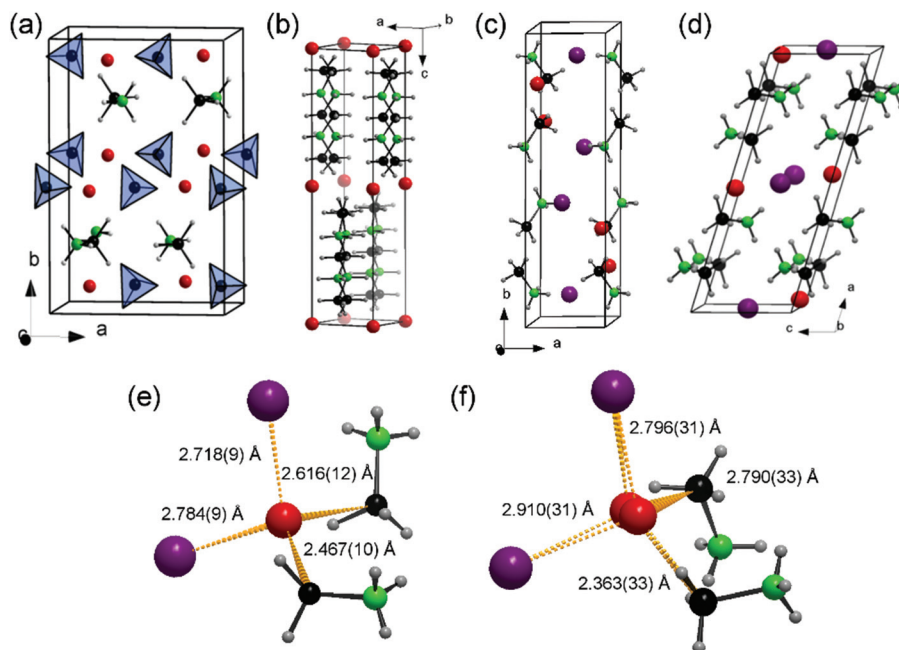 (a)
(b)
(c)
(d)
a
b
c
b
c
a
b
c
a
a
c
b
(e)
(f)
2.718(9) Å
2.616(12) Å
2.784(9) Å
2.467(10) Å
2.796(31) Å
2.790(33) Å
2.910(31) Å
2.363(33) Å